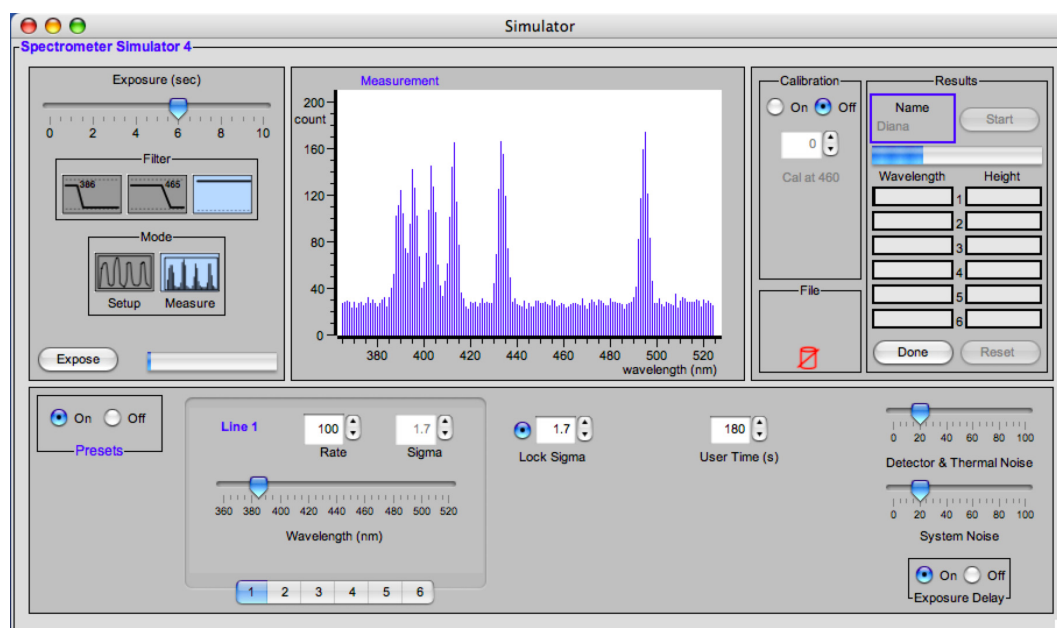 Simulator
Spectrometer Simulator 4
Exposure (sec)
0 2 4 6 8 10
Filter
386
465
Mode
Setup Measure
Expose
Measurement
200
count
160
120
80
40
0
380 400 420 440 460 480 500 520
wavelength (nm)
Calibration
On Off
0
Cal at 460
File
Results
Name
Diana
Start
Wavelength Height
1
2
3
4
5
6
Done Reset
On Off
Presets
Line 1
100
Rate
1.7
Sigma
360 380 400 420 440 460 480 500 520
Wavelength (nm)
1 2 3 4 5 6
1.7
Lock Sigma
180
User Time (s)
0 20 40 60 80 100
Detector & Thermal Noise
0 20 40 60 80 100
System Noise
On Off
Exposure Delay